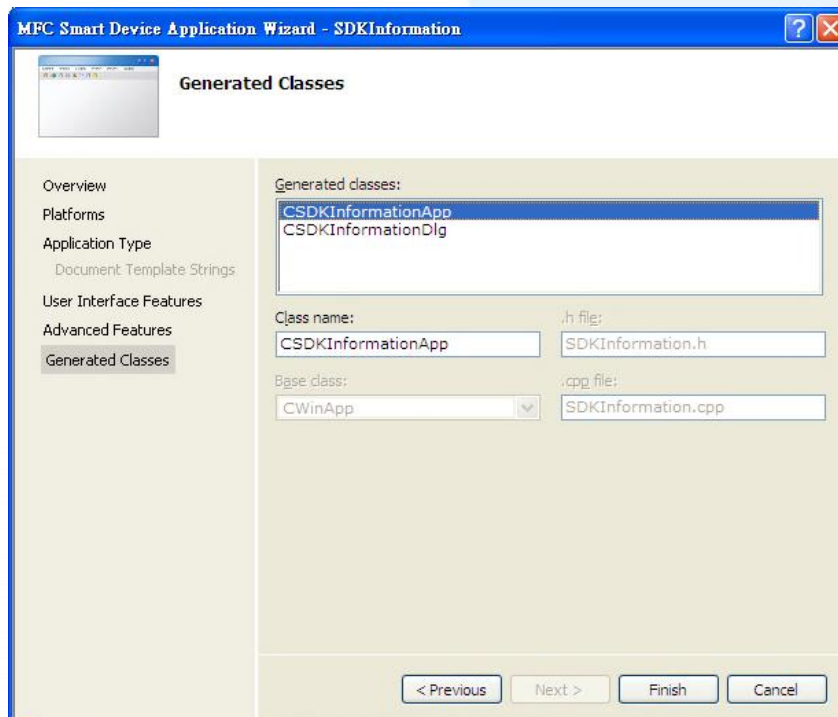 MFC Smart Device Application Wizard - SDKInformation
Generated Classes
Overview
Platforms
Application Type
Document Template Strings
User Interface Features
Advanced Features
Generated Classes
Generated classes:
CSDKInformationApp
CSDKInformationDlg
Class name:
.h file:
CSDKInformationApp
SDKInformation.h
Base class:
.cpp file:
CWinApp
SDKInformation.cpp
< Previous
Next >
Finish
Cancel